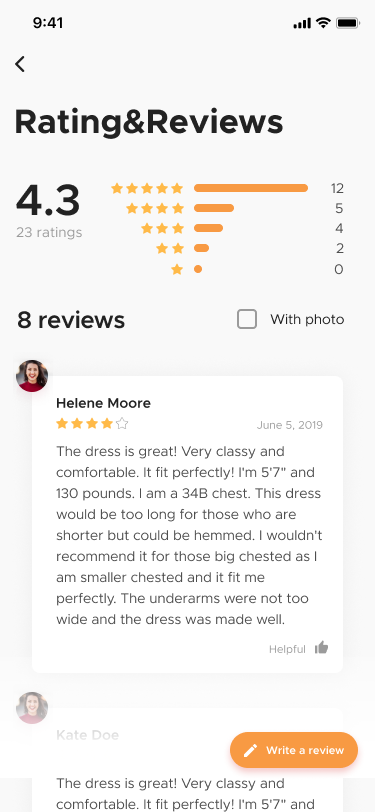 9:41
Rating&Reviews
4.3
23 ratings
12
5
4
2
0
8 reviews
With photo
Helene Moore
June 5, 2019
The dress is great! Very classy and
comfortable. It fit perfectly! I'm 5'7" and
130 pounds. I am a 34B chest. This dress
would be too long for those who are
shorter but could be hemmed. I wouldn't
recommend it for those big chested as I
am smaller chested and it fit me
perfectly. The underarms were not too
wide and the dress was made well.
Helpful
Kate Doe
Write a review
The dress is great! Very classy and
comfortable. It fit perfectly! I'm 5'7" and